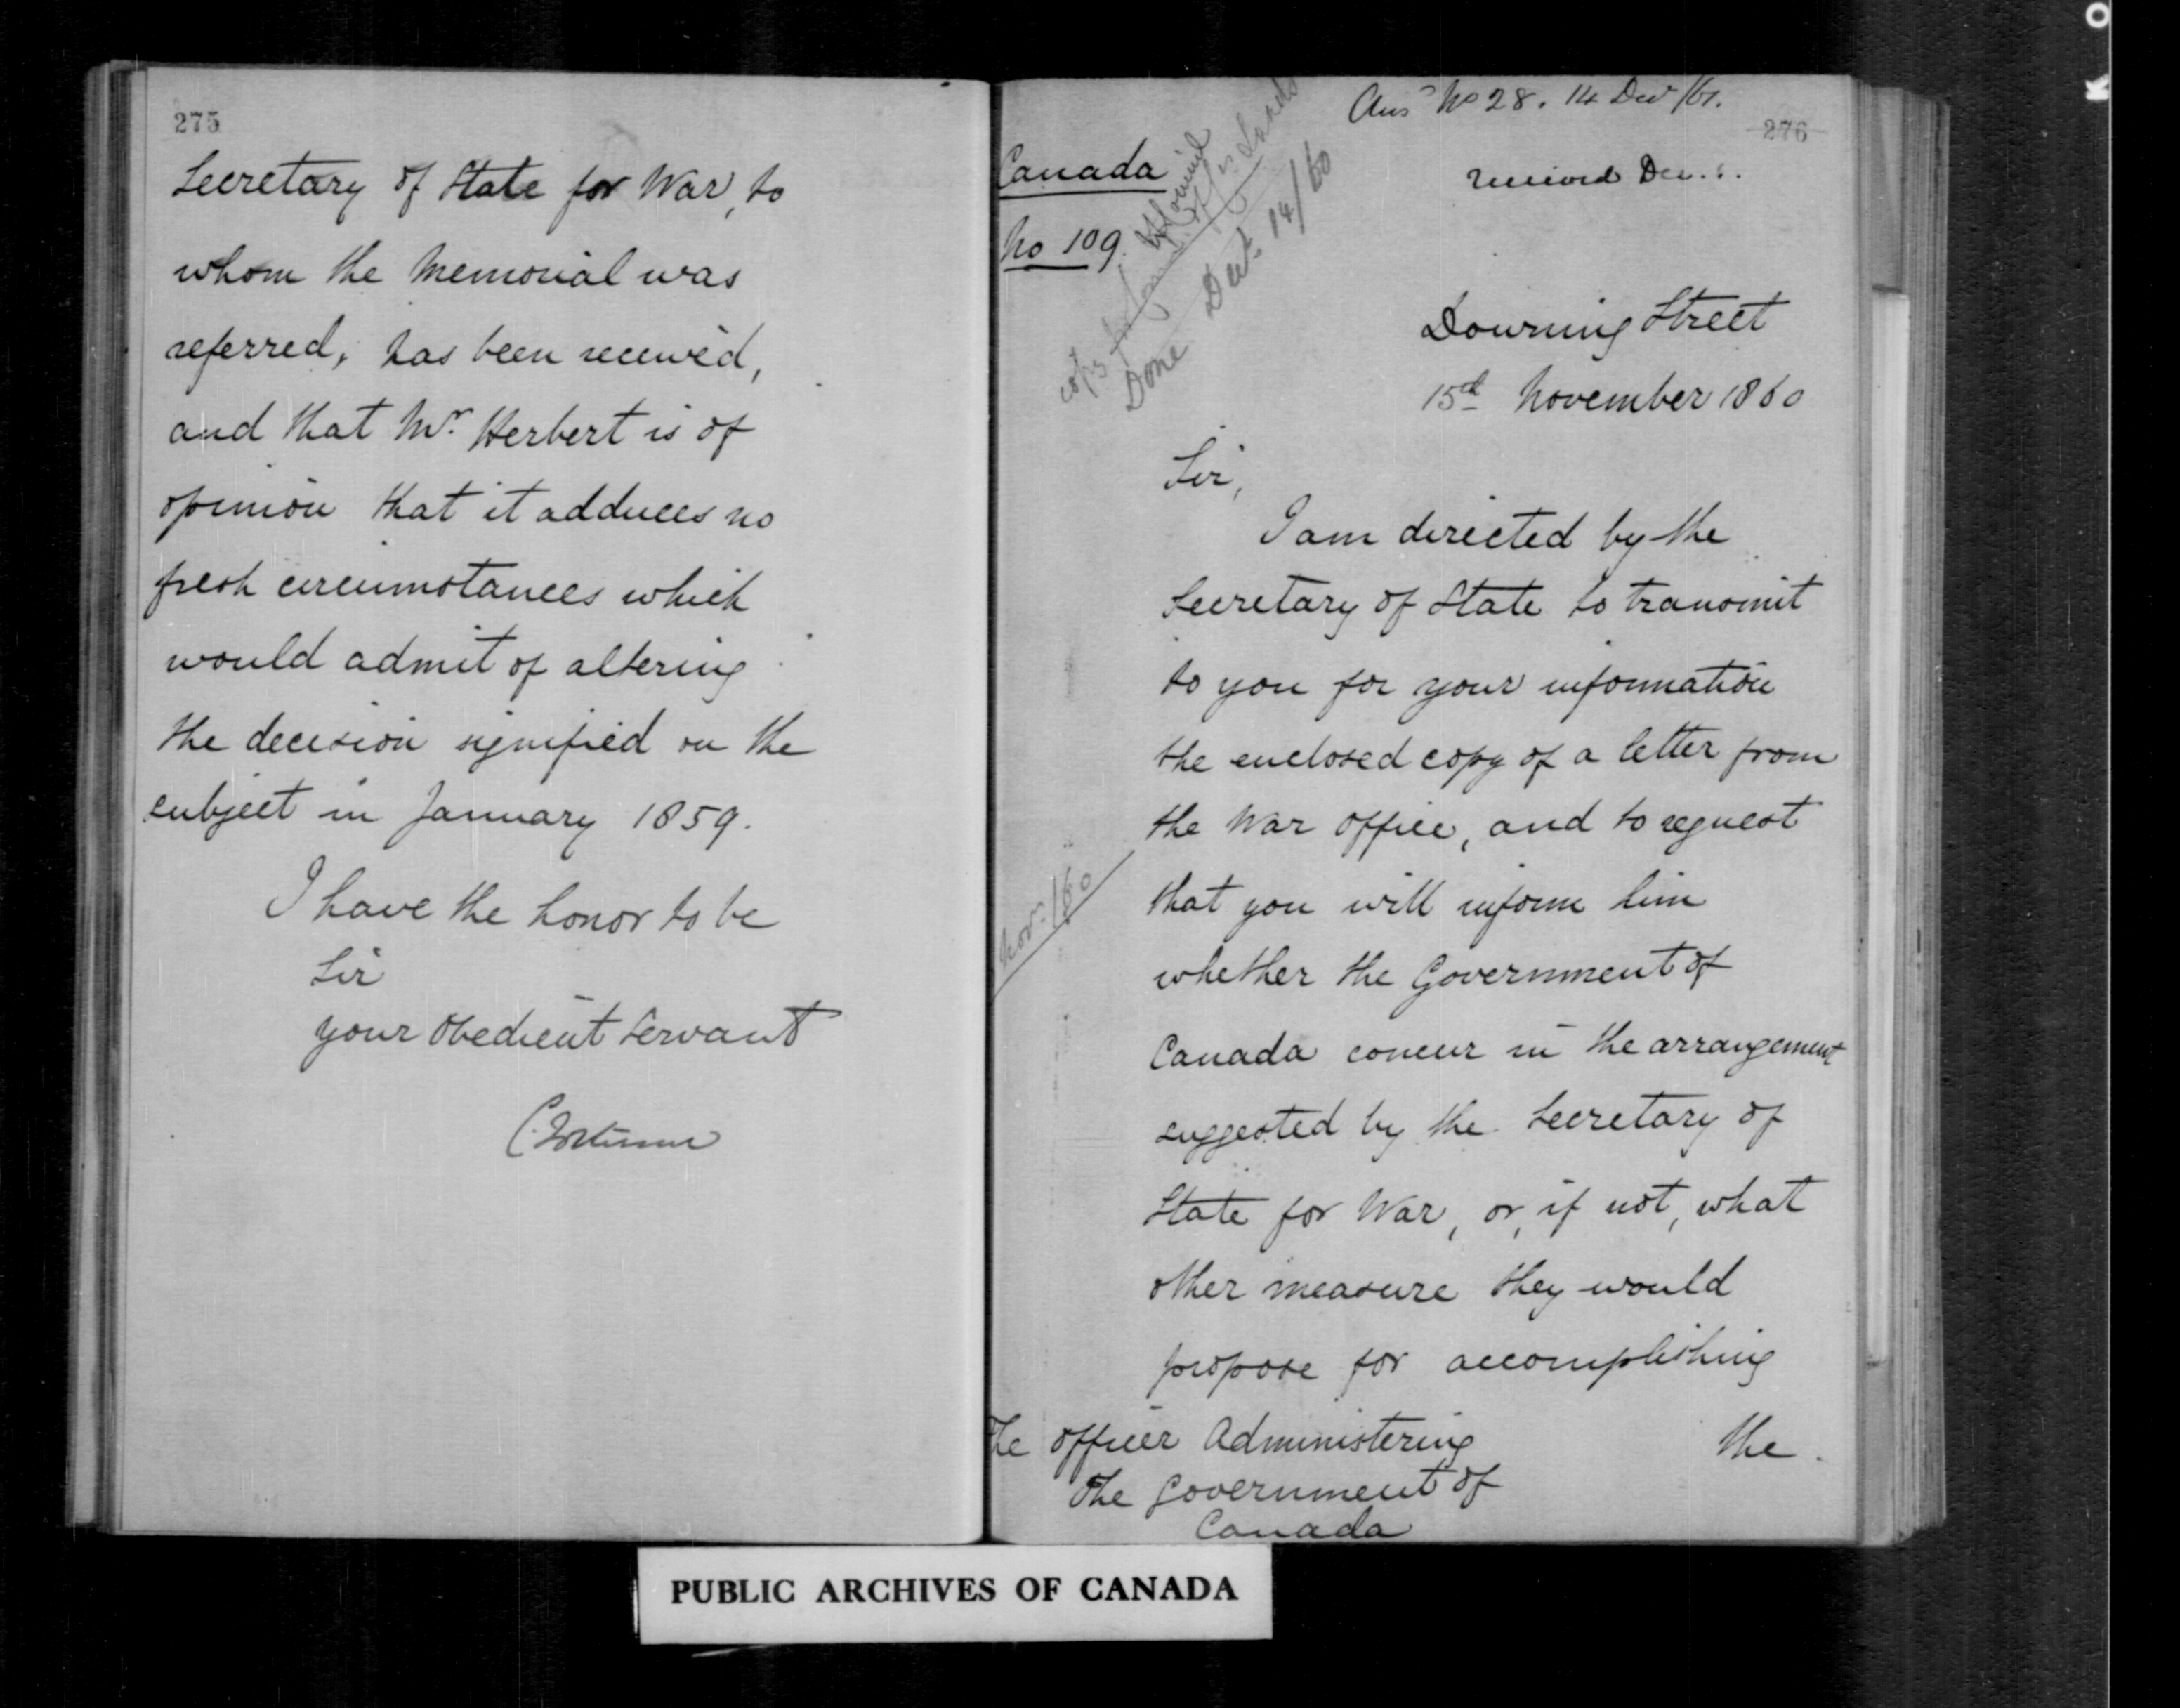 275
Secretary of State for War, to
whom the Memorial was
referred, has been received,
and that Mr. Herbert is of
opinion that it adduces no
fresh circumstances which
would admit of altering
the decision signified on the
subject in January 1859.
I have the honor to be
Sir
your obedient servant
Ansd No 28. 14 Decr /61.
276
received Dec.
Canada
No 109.
copy
Done Decr. 14/60
Downing Street
15th November 1860
Sir,
I am directed by the
Secretary of State to transmit
to you for your information
the enclosed copy of a letter from
the War office, and to request
Novr. /60
that you will inform him
whether the Government of
Canada concur in the arrangement
suggested by the Secretary of
State for War, or, if not, what
other measure they would
propose for accomplishing
The officer Administering
the
The Government of
Canada
PUBLIC ARCHIVES OF CANADA